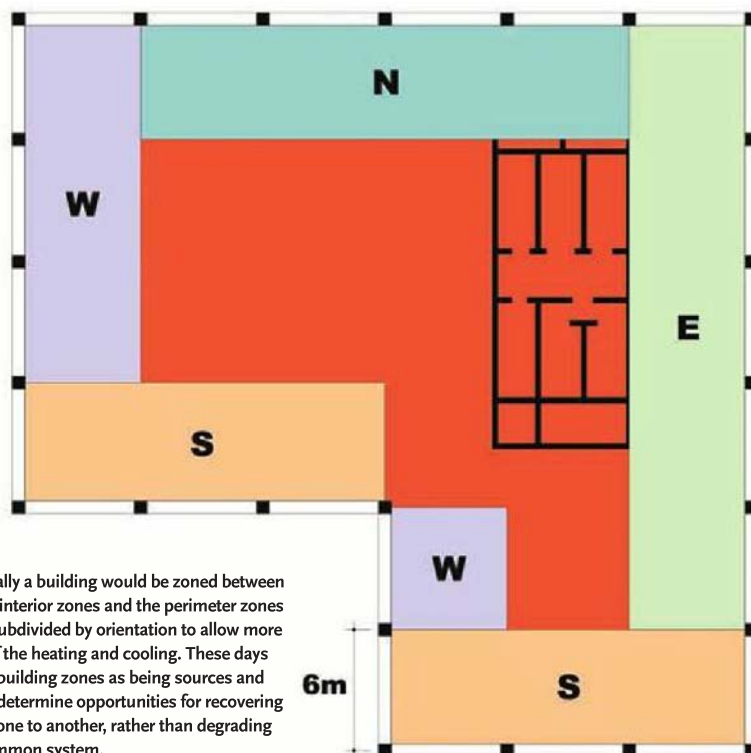 N
W
E
S
W
S
6m
ally a building would be zoned between
interior zones and the perimeter zones
ubdivided by orientation to allow more
the heating and cooling. These days
building zones as being sources and
determine opportunities for recovering
one to another, rather than degrading
mmon system.